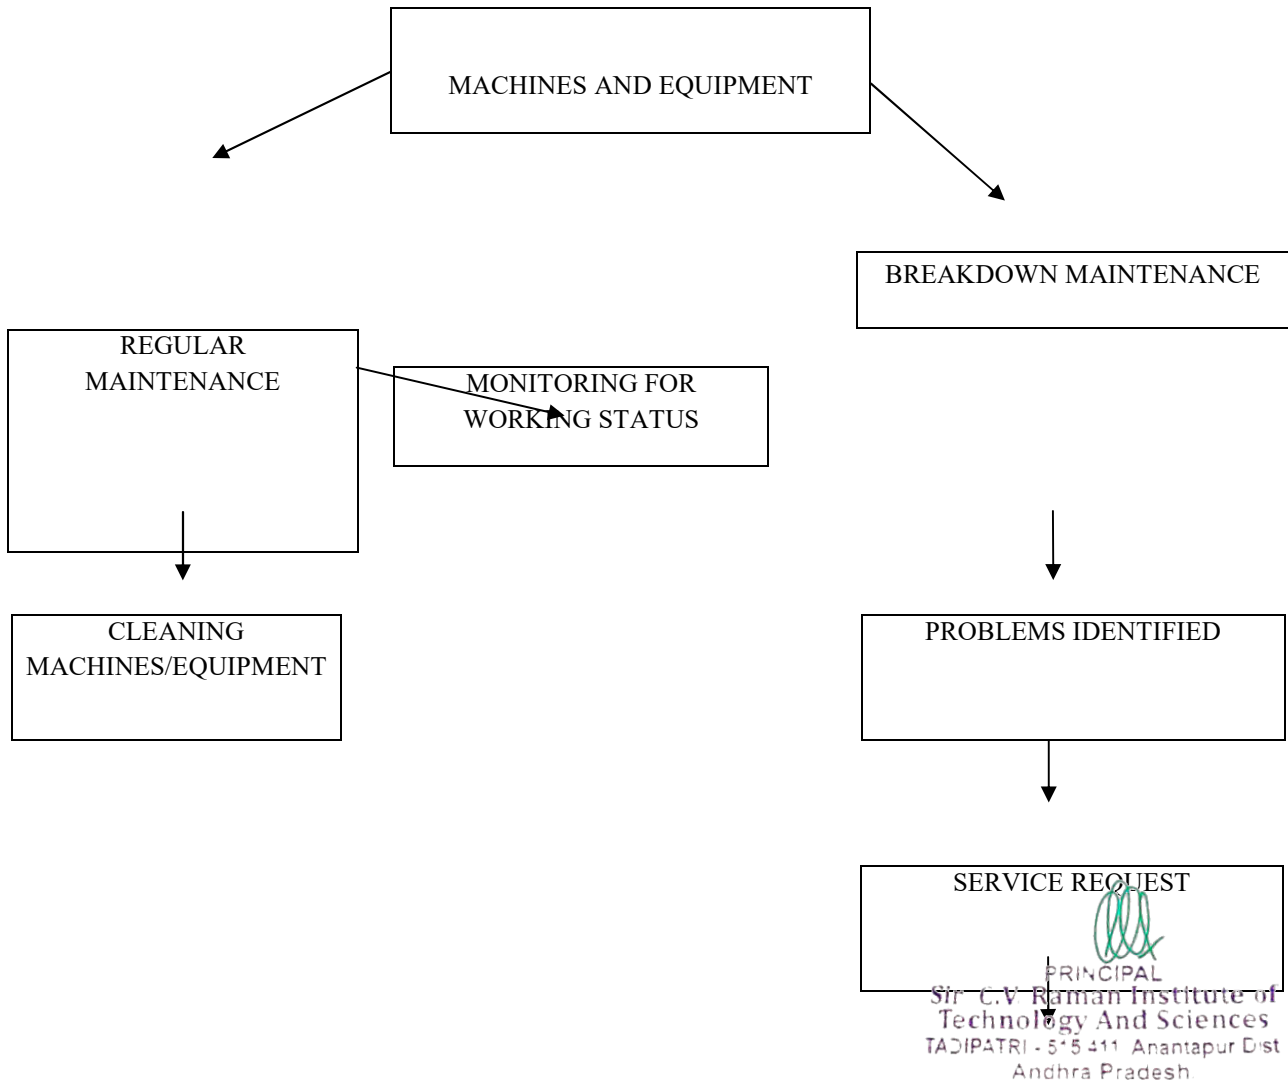 MACHINES AND EQUIPMENT
BREAKDOWN MAINTENANCE
REGULAR
MAINTENANCE
MONITORING FOR
WORKING STATUS
CLEANING
MACHINES/EQUIPMENT
PROBLEMS IDENTIFIED
SERVICE REQUEST
PRINCIPAL
Sir C.V. Raman Institute of
Technology And Sciences
TADIPATRI - 515 411 Anantapur Dist
Andhra Pradesh.